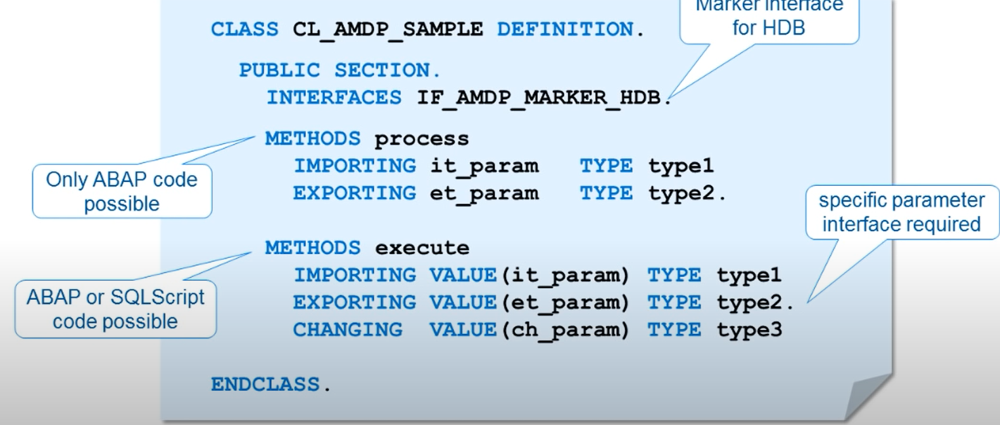 Marker interface
for HDB
CLASS CL_AMDP_SAMPLE DEFINITION.
PUBLIC SECTION.
INTERFACES IF_AMDP_MARKER_HDB.
METHODS process
IMPORTING it_param TYPE type1
EXPORTING et_param TYPE type2.
Only ABAP code
possible
specific parameter
interface required
METHODS execute
IMPORTING VALUE(it_param) TYPE type1
EXPORTING VALUE(et_param) TYPE type2.
CHANGING VALUE(ch_param) TYPE type3
ABAP or SQLScript
code possible
ENDCLASS.